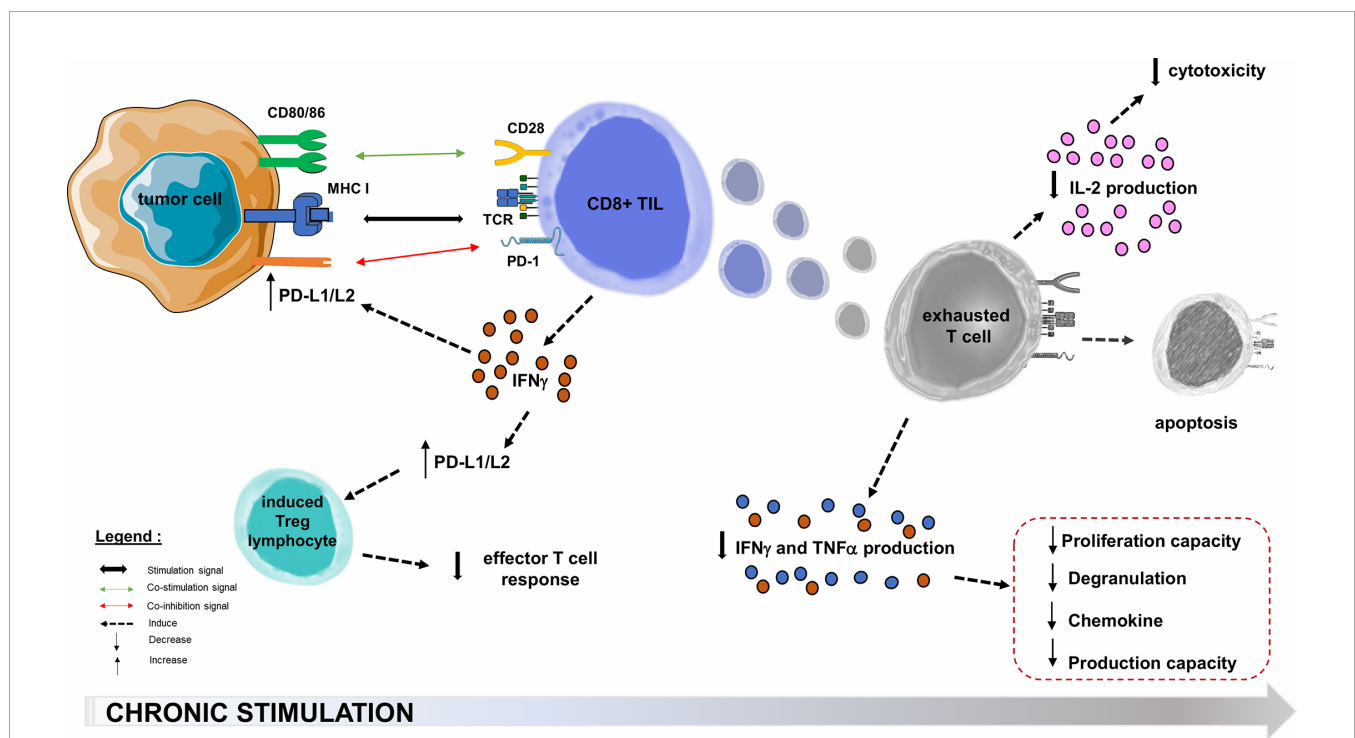 CD80/86
tumor cell
MHC I
PD-L1/L2
CD28
TCR
PD-1
CD8+ TIL
IFNγ
PD-L1/L2
induced
Treg
lymphocyte
effector T cell
response
exhausted
T cell
cytotoxicity
IL-2 production
apoptosis
IFNγ and TNFα production
Proliferation capacity
Degranulation
Chemokine
Production capacity
Legend :
Stimulation signal
Co-stimulation signal
Co-inhibition signal
Induce
Decrease
Increase
CHRONIC STIMULATION